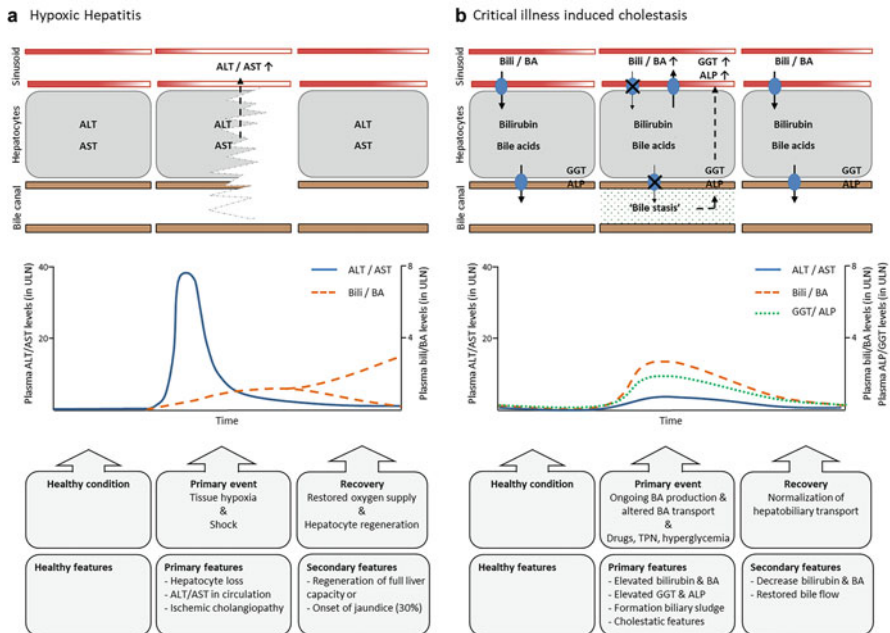 a Hypoxic Hepatitis
Sinusoid
ALT / AST ↑
Hepatocytes
ALT
AST
ALT
AST
ALT
AST
Bile canal
40
20
Plasma ALT/AST levels (in ULN)
ALT / AST
Bili / BA
8
4
Plasma bili/BA levels (in ULN)
Time
Healthy condition
Primary event
Tissue hypoxia
&
Shock
Recovery
Restored oxygen supply
&
Hepatocyte regeneration
Healthy features
Primary features
- Hepatocyte loss
- ALT/AST in circulation
- Ischemic cholangiopathy
Secondary features
- Regeneration of full liver
capacity or
- Onset of jaundice (30%)
b Critical illness induced cholestasis
Sinusoid
Bili / BA
Bili / BA ↑
GGT ↑
ALP ↑
Bili / BA
Hepatocytes
Bilirubin
Bile acids
GGT
ALP
Bilirubin
Bile acids
GGT
ALP
Bilirubin
Bile acids
GGT
ALP
Bile canal
'Bile stasis'
40
20
Plasma ALT/AST levels (in ULN)
ALT / AST
Bili / BA
GGT/ ALP
8
4
Plasma bili/BA levels (in ULN)
Plasma ALP/GGT levels (in ULN)
Time
Healthy condition
Primary event
Ongoing BA production &
altered BA transport
&
Drugs, TPN, hyperglycemia
Recovery
Normalization of
hepatobiliary transport
Healthy features
Primary features
- Elevated bilirubin & BA
- Elevated GGT & ALP
- Formation biliary sludge
- Cholestatic features
Secondary features
- Decrease bilirubin & BA
- Restored bile flow